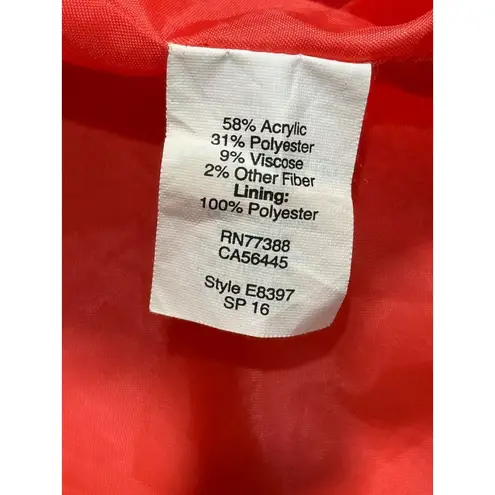 58% Acrylic
31% Polyester
9% Viscose
2% Other Fiber
Lining:
100% Polyester
RN77388
CA56445
Style E8397
SP 16